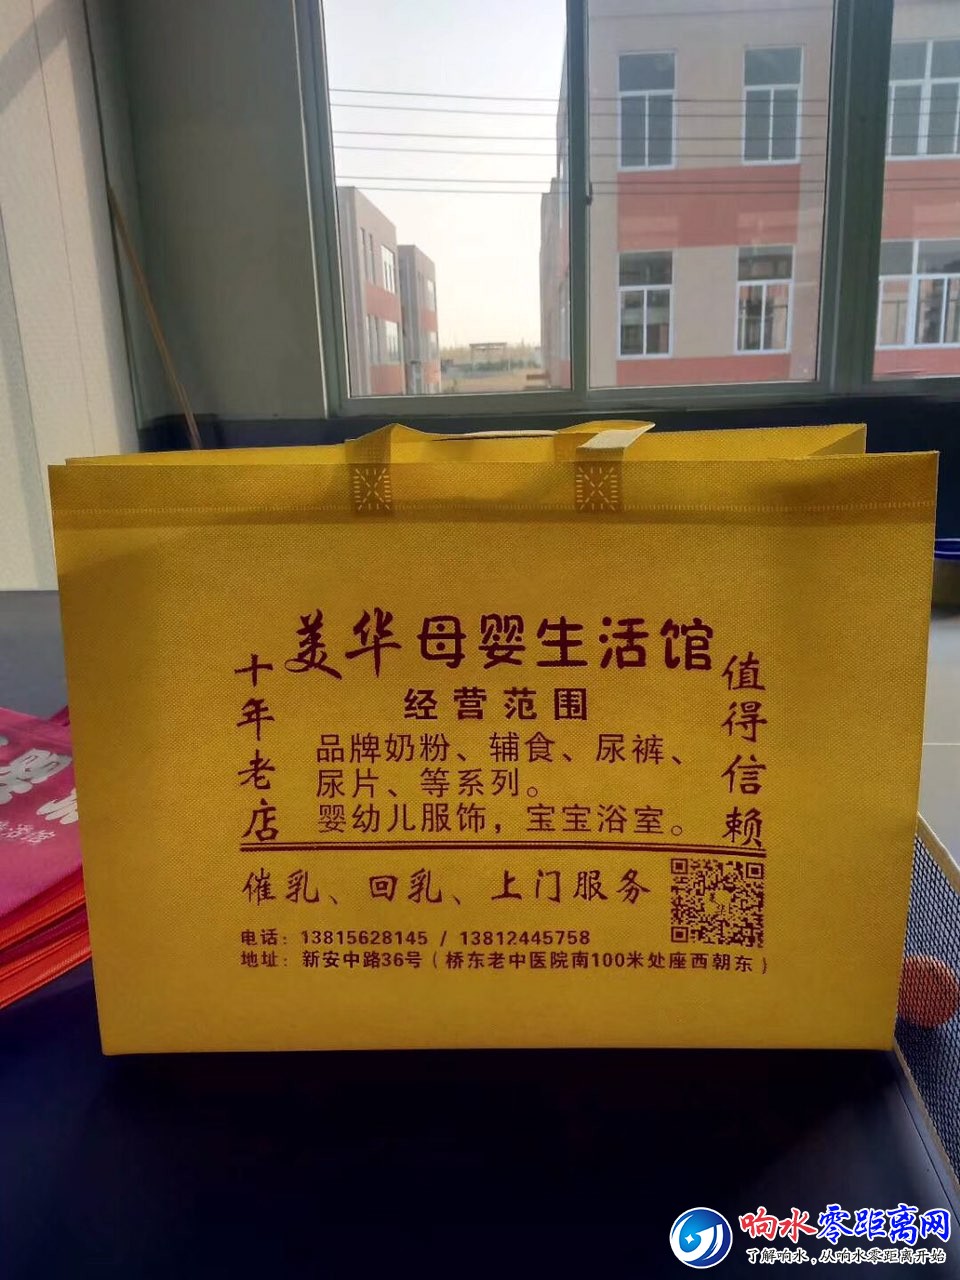 美华母婴生活馆
十年老店
值得信赖
经营范围
品牌奶粉、辅食、尿裤、
尿片、等系列。
婴幼儿服饰，宝宝浴室。
催乳、回乳、上门服务
电话：13815628145 / 13812445758
地址：新安中路36号（桥东老中医院南100米处座西朝东）
响水零距离网
了解响水，从响水零距离开始